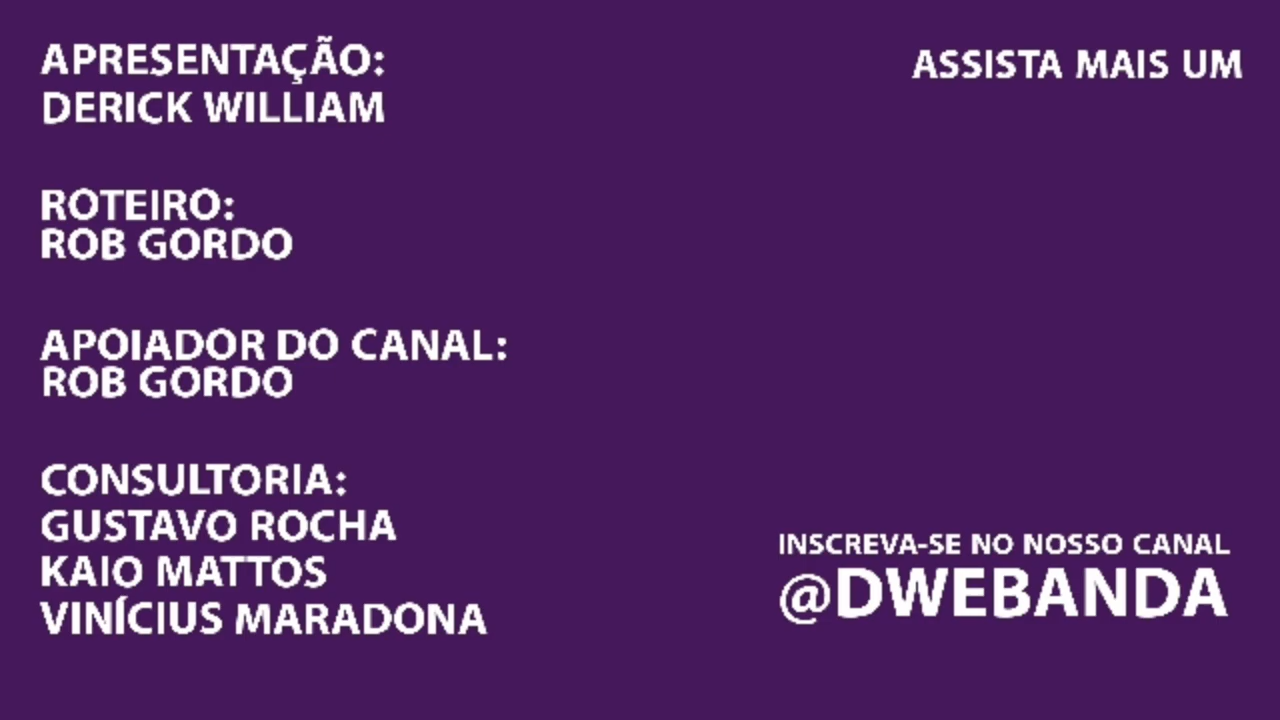 APRESENTAÇÃO:
DERICK WILLIAM
ROTEIRO:
ROB GORDO
APOIADOR DO CANAL:
ROB GORDO
CONSULTORIA:
GUSTAVO ROCHA
KAIO MATTOS
VINÍCIUS MARADONA
ASSISTA MAIS UM
INSCREVA-SE NO NOSSO CANAL
@DWEBANDA